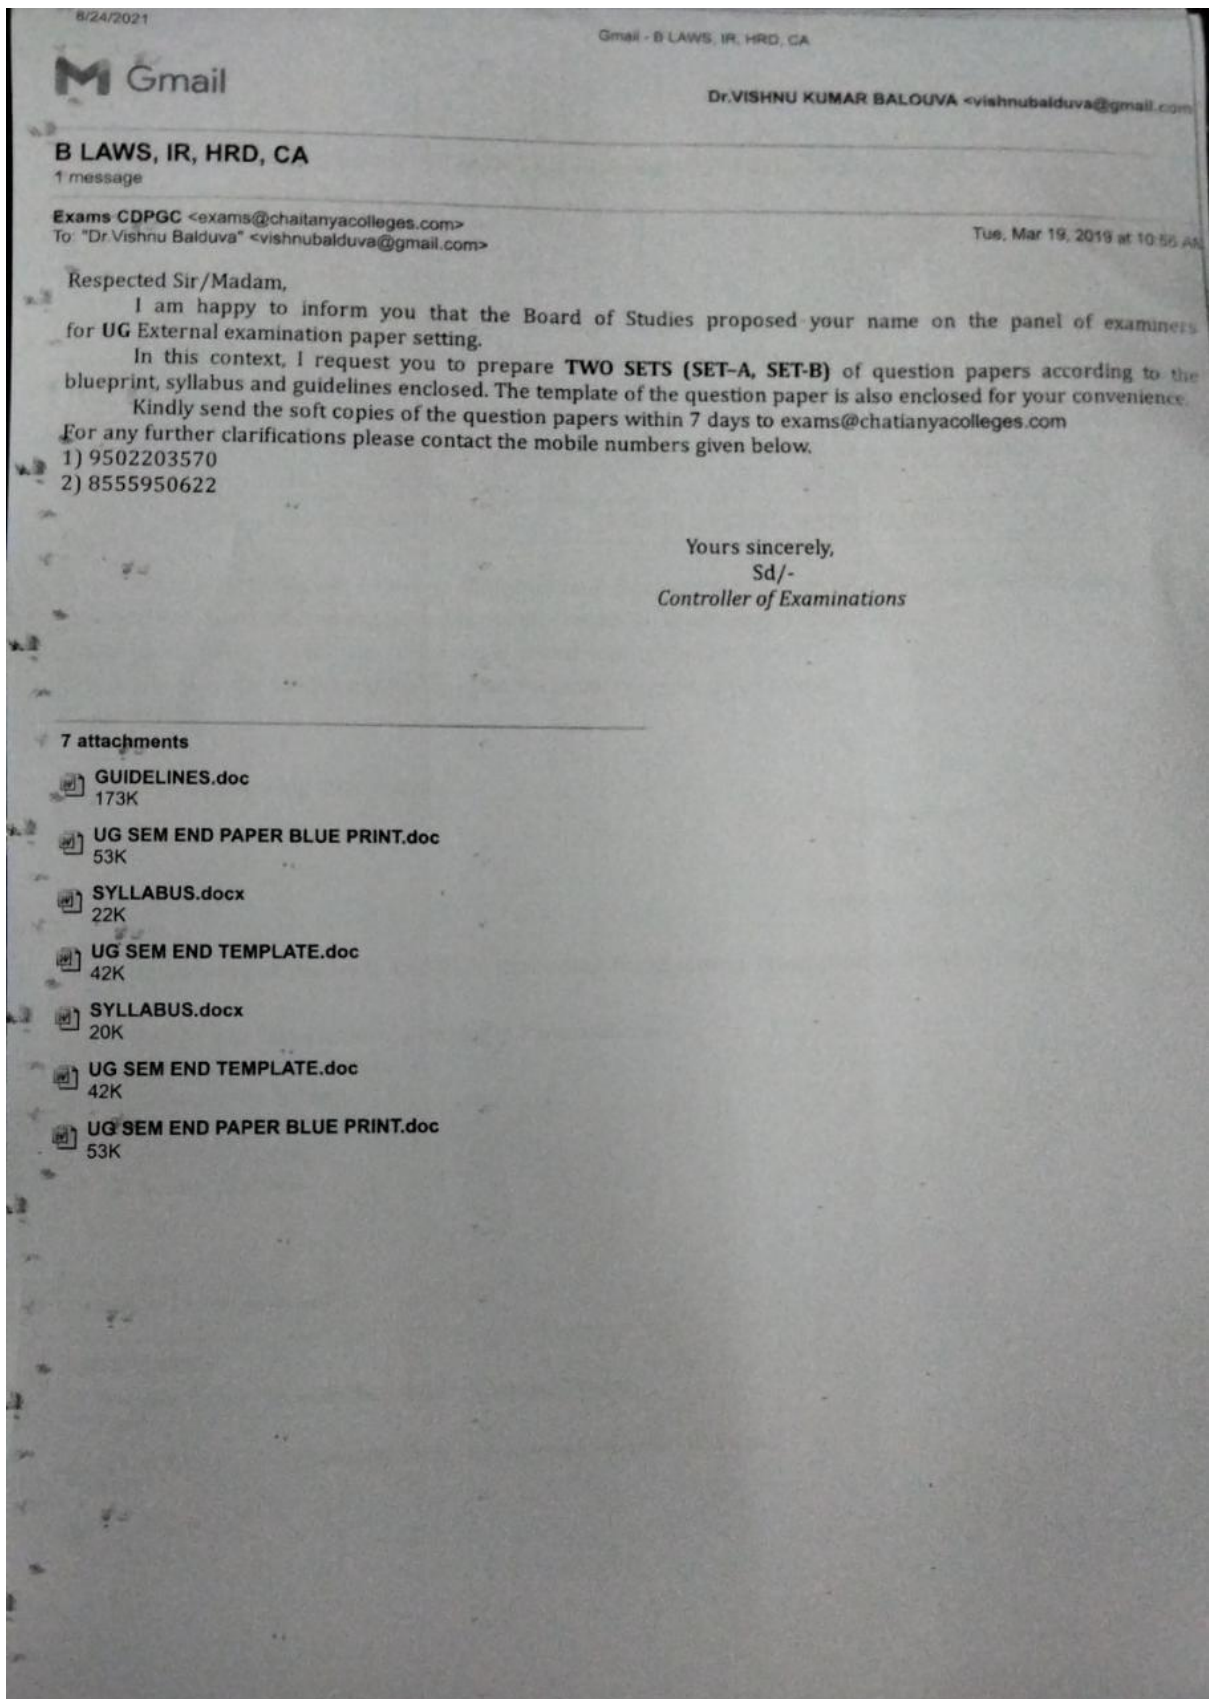 8/24/2021
Gmail - B LAWS, IR, HRD, CA
M Gmail
Dr.VISHNU KUMAR BALOUVA <vishnubalduva@gmail.com
B LAWS, IR, HRD, CA
1 message
Exams CDPGC <exams@chaitanyacolleges.com>
To: "Dr.Vishnu Balduva" <vishnubalduva@gmail.com>
Tue, Mar 19, 2019 at 10:56 AM
Respected Sir/Madam,
I am happy to inform you that the Board of Studies proposed your name on the panel of examiners
for UG External examination paper setting.
In this context, I request you to prepare TWO SETS (SET-A, SET-B) of question papers according to the
blueprint, syllabus and guidelines enclosed. The template of the question paper is also enclosed for your convenience.
Kindly send the soft copies of the question papers within 7 days to exams@chatianyacolleges.com
For any further clarifications please contact the mobile numbers given below.
1) 9502203570
2) 8555950622
Yours sincerely,
Sd/-
Controller of Examinations
7 attachments
GUIDELINES.doc
173K
UG SEM END PAPER BLUE PRINT.doc
53K
SYLLABUS.docx
22K
UG SEM END TEMPLATE.doc
42K
SYLLABUS.docx
20K
UG SEM END TEMPLATE.doc
42K
UG SEM END PAPER BLUE PRINT.doc
53K